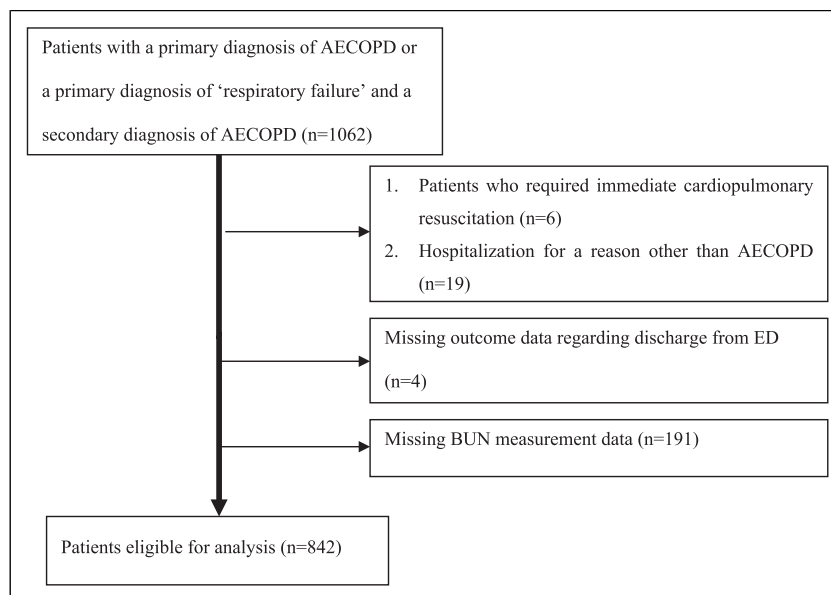 Patients with a primary diagnosis of AECOPD or
a primary diagnosis of ‘respiratory failure’ and a
secondary diagnosis of AECOPD (n=1062)
1. Patients who required immediate cardiopulmonary
resuscitation (n=6)
2. Hospitalization for a reason other than AECOPD
(n=19)
Missing outcome data regarding discharge from ED
(n=4)
Missing BUN measurement data (n=191)
Patients eligible for analysis (n=842)